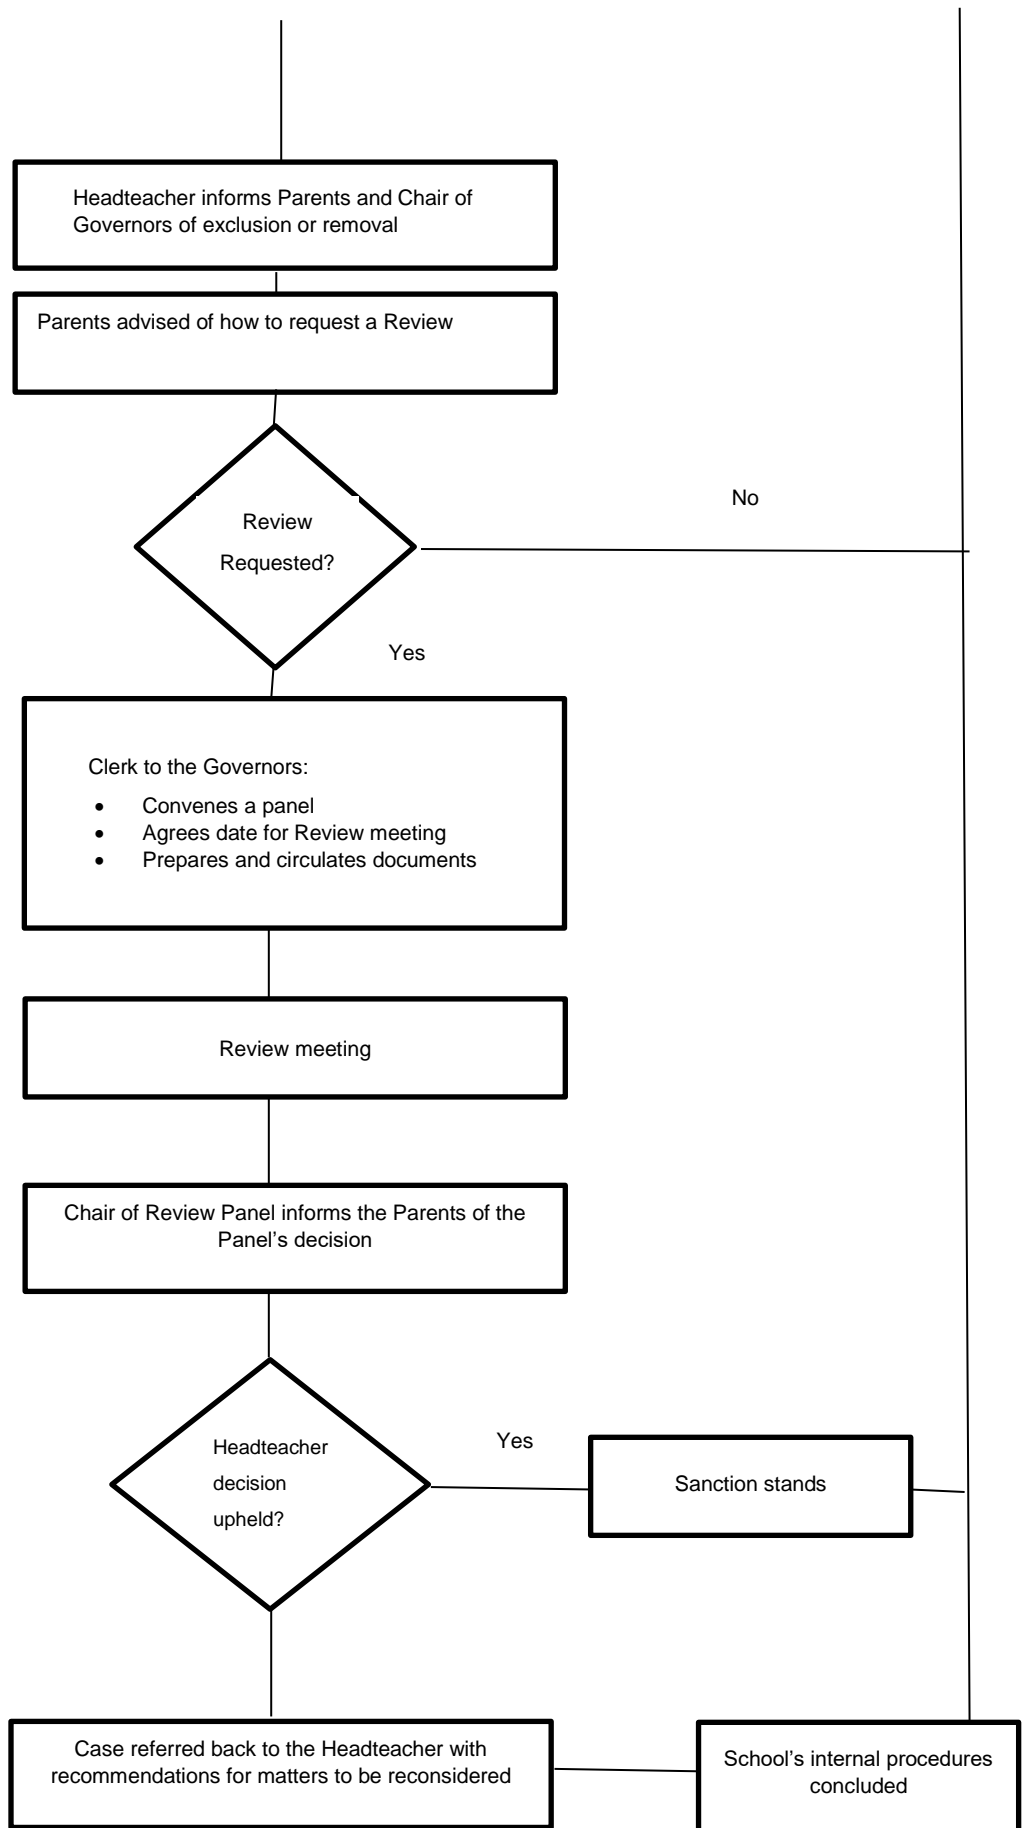 Headteacher informs Parents and Chair of
Governors of exclusion or removal
Parents advised of how to request a Review
No
Review
Requested?
Yes
Clerk to the Governors:
• Convenes a panel
• Agrees date for Review meeting
• Prepares and circulates documents
Review meeting
Chair of Review Panel informs the Parents of the
Panel’s decision
Headteacher
decision
upheld?
Yes
Sanction stands
Case referred back to the Headteacher with
recommendations for matters to be reconsidered
School’s internal procedures
concluded